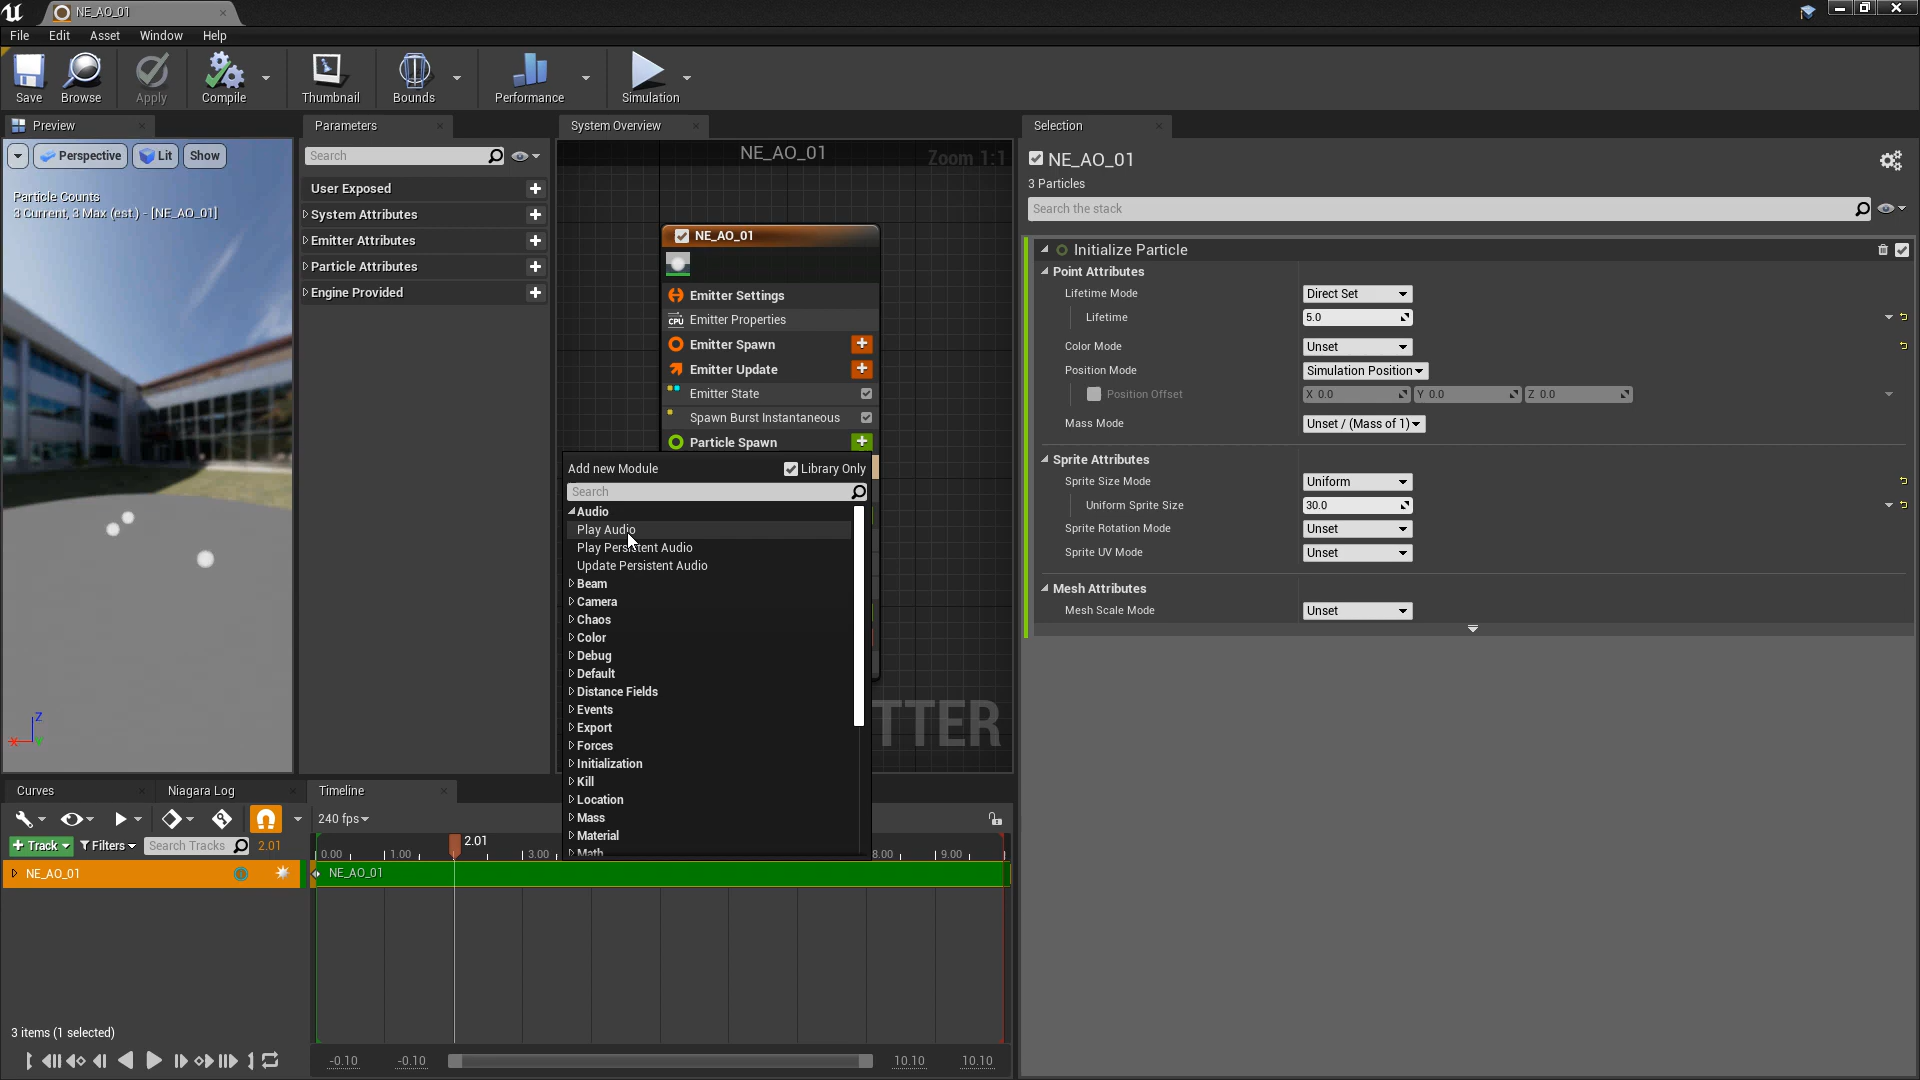 NE_AO_01
File Edit Asset Window Help
Save Browse Apply Compile Thumbnail Bounds Performance Simulation
Preview
Perspective Lit Show
Particle Counts
3 Current, 3 Max (est.) - [NE_AO_01]
Z
X
Y
Parameters
Search
User Exposed
System Attributes
Emitter Attributes
Particle Attributes
Engine Provided
System Overview
NE_AO_01
Zoom 1:1
NE_AO_01
Emitter Settings
CPU Emitter Properties
Emitter Spawn
Emitter Update
Emitter State
Spawn Burst Instantaneous
Particle Spawn
Add new Module Library Only
Search
Audio
Play Audio
Play Persistent Audio
Update Persistent Audio
Beam
Camera
Chaos
Color
Debug
Default
Distance Fields
Events
Export
Forces
Initialization
Kill
Location
Mass
Material
Math
TTER
Selection
NE_AO_01
3 Particles
Search the stack
Initialize Particle
Point Attributes
Lifetime Mode Direct Set
Lifetime 5.0
Color Mode Unset
Position Mode Simulation Position
Position Offset X 0.0 Y 0.0 Z 0.0
Mass Mode Unset / (Mass of 1)
Sprite Attributes
Sprite Size Mode Uniform
Uniform Sprite Size 30.0
Sprite Rotation Mode Unset
Sprite UV Mode Unset
Mesh Attributes
Mesh Scale Mode Unset
Curves Niagara Log Timeline
240 fps
+ Track Filters Search Tracks 2.01
2.01
0.00 1.00 3.00 8.00 9.00
NE_AO_01
NE_AO_01
3 items (1 selected)
-0.10 -0.10 10.10 10.10